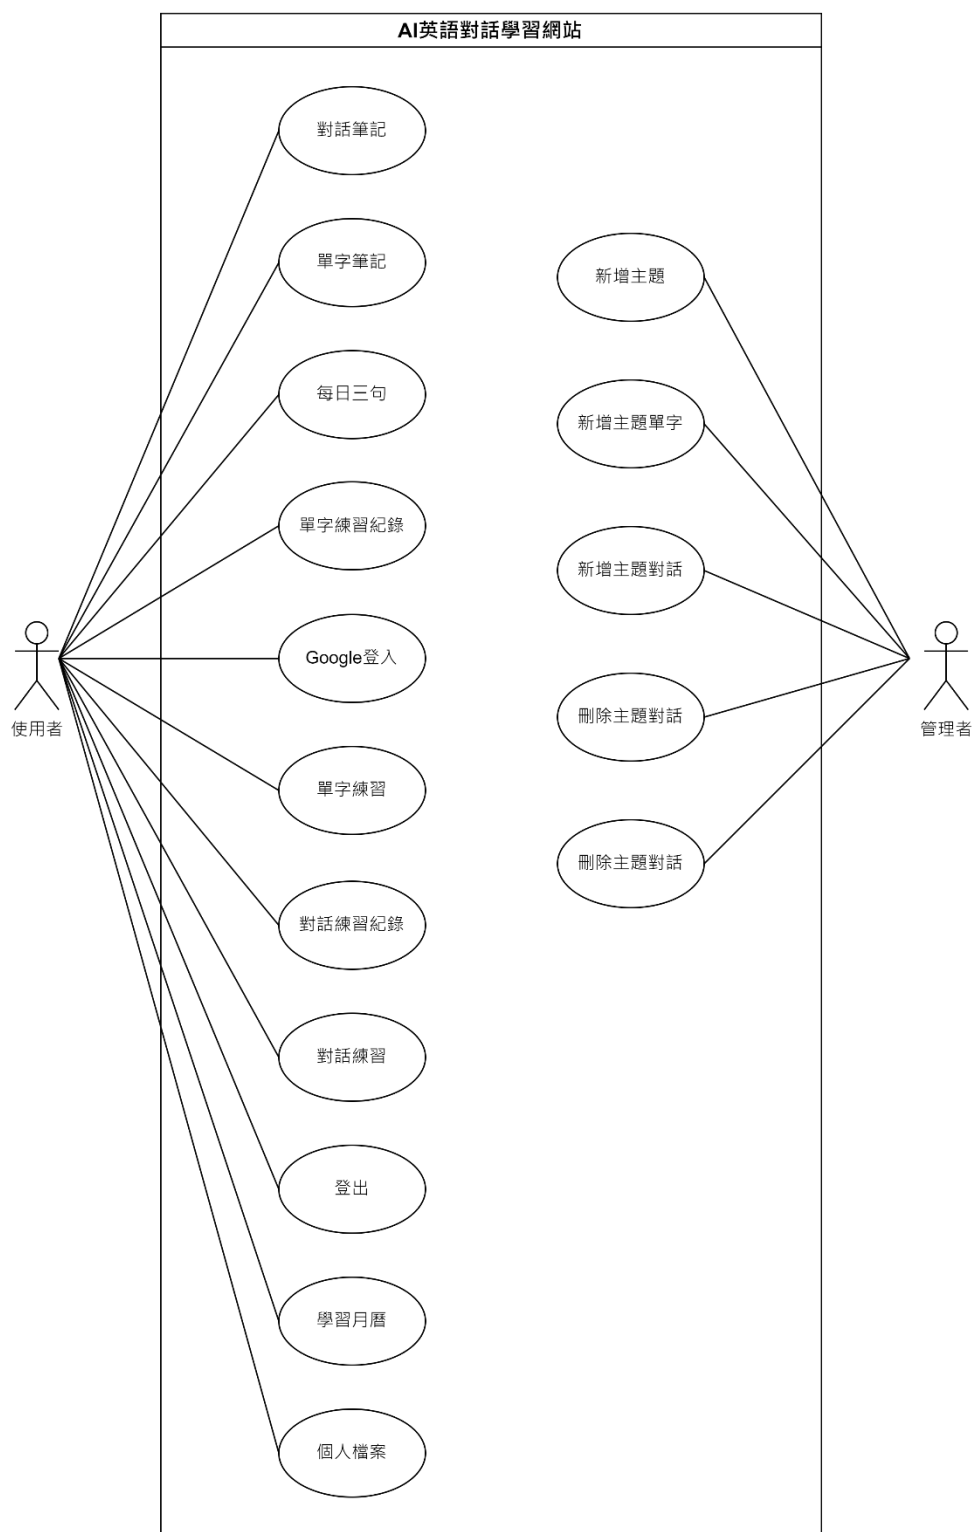 AI英語對話學習網站
對話筆記
單字筆記
每日三句
單字練習紀錄
Google登入
單字練習
對話練習紀錄
對話練習
登出
學習月曆
個人檔案
新增主題
新增主題單字
新增主題對話
刪除主題對話
刪除主題對話
使用者
管理者